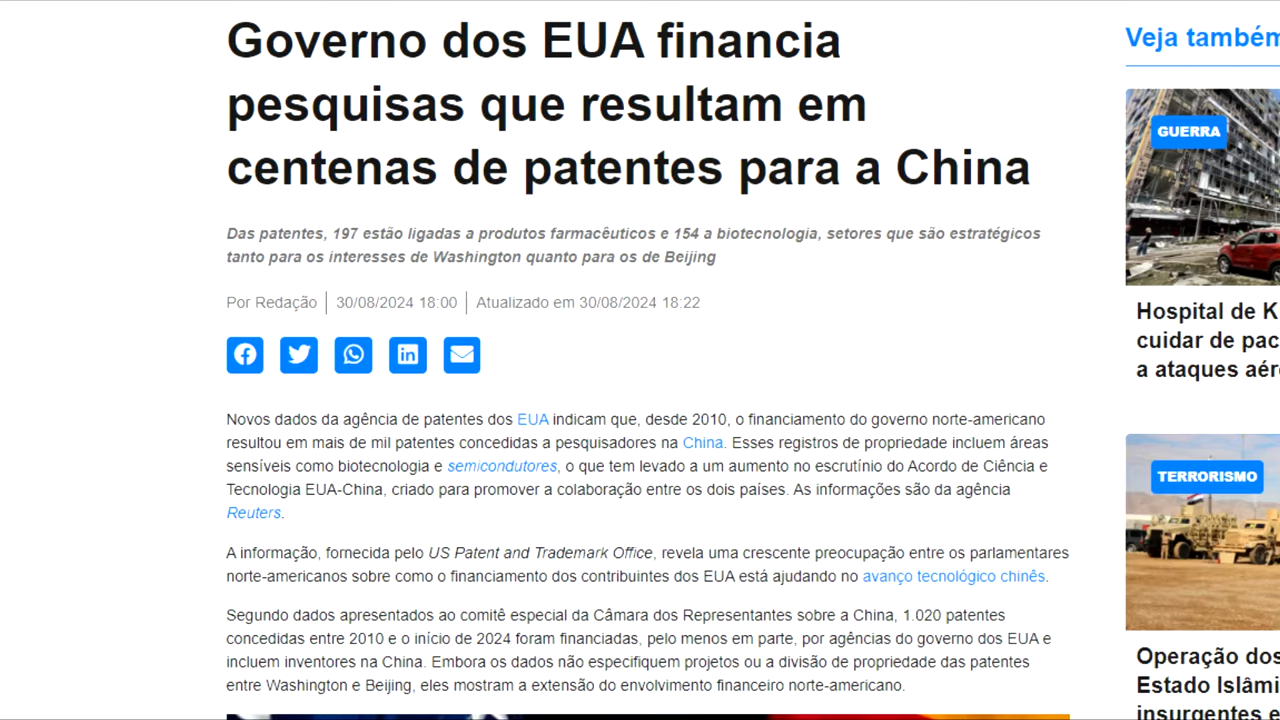 Governo dos EUA financia
pesquisas que resultam em
centenas de patentes para a China
Das patentes, 197 estão ligadas a produtos farmacêuticos e 154 a biotecnologia, setores que são estratégicos
tanto para os interesses de Washington quanto para os de Beijing
Por Redação | 30/08/2024 18:00 | Atualizado em 30/08/2024 18:22
Novos dados da agência de patentes dos EUA indicam que, desde 2010, o financiamento do governo norte-americano
resultou em mais de mil patentes concedidas a pesquisadores na China. Esses registros de propriedade incluem áreas
sensíveis como biotecnologia e semicondutores, o que tem levado a um aumento no escrutínio do Acordo de Ciência e
Tecnologia EUA-China, criado para promover a colaboração entre os dois países. As informações são da agência
Reuters.
A informação, fornecida pelo US Patent and Trademark Office, revela uma crescente preocupação entre os parlamentares
norte-americanos sobre como o financiamento dos contribuintes dos EUA está ajudando no avanço tecnológico chinês.
Segundo dados apresentados ao comitê especial da Câmara dos Representantes sobre a China, 1.020 patentes
concedidas entre 2010 e o início de 2024 foram financiadas, pelo menos em parte, por agências do governo dos EUA e
incluem inventores na China. Embora os dados não especifiquem projetos ou a divisão de propriedade das patentes
entre Washington e Beijing, eles mostram a extensão do envolvimento financeiro norte-americano.
Veja também
GUERRA
Hospital de K
cuidar de pac
a ataques aér
TERRORISMO
Operação dos
Estado Islâmi
insurgentes e